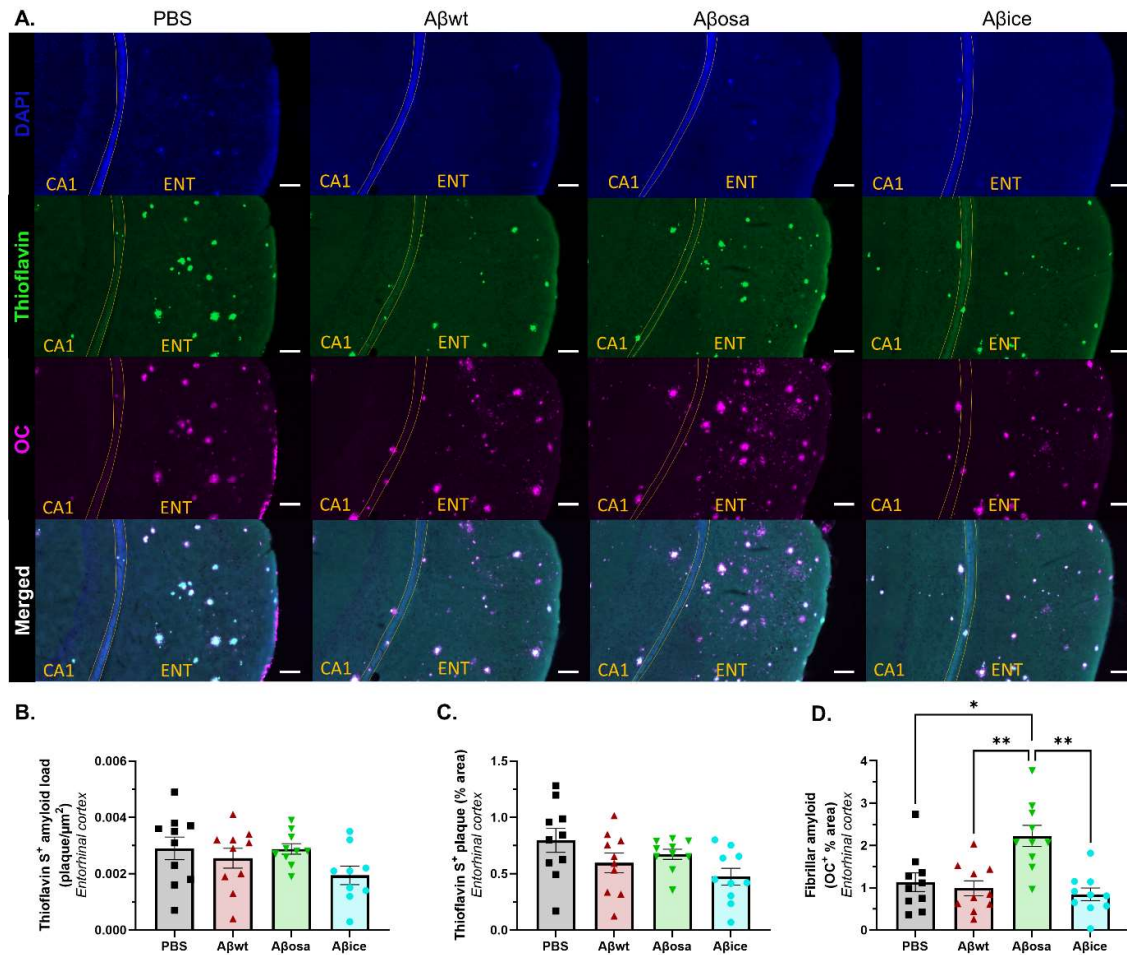 A.
PBS Aβwt Aβosa Aβice
DAPI
CA1 ENT CA1 ENT CA1 ENT CA1 ENT
Thioflavin
CA1 ENT CA1 ENT CA1 ENT CA1 ENT
OC
CA1 ENT CA1 ENT CA1 ENT CA1 ENT
Merged
CA1 ENT CA1 ENT CA1 ENT CA1 ENT
B.
Thioflavin S⁺ amyloid load
(plaque/µm²)
Entorhinal cortex
0.006
0.004
0.002
0.000
PBS Aβwt Aβosa Aβice
C.
Thioflavin S⁺ plaque (% area)
Entorhinal cortex
1.5
1.0
0.5
0.0
PBS Aβwt Aβosa Aβice
D.
*
** **
Fibrillar amyloid
(OC⁺ % area)
Entorhinal cortex
4
3
2
1
0
PBS Aβwt Aβosa Aβice